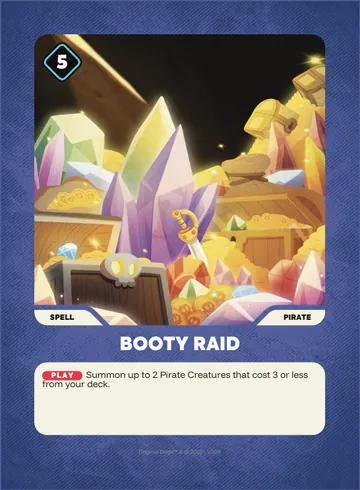 5
SPELL
PIRATE
BOOTY RAID
PLAY Summon up to 2 Pirate Creatures that cost 3 or less
from your deck.